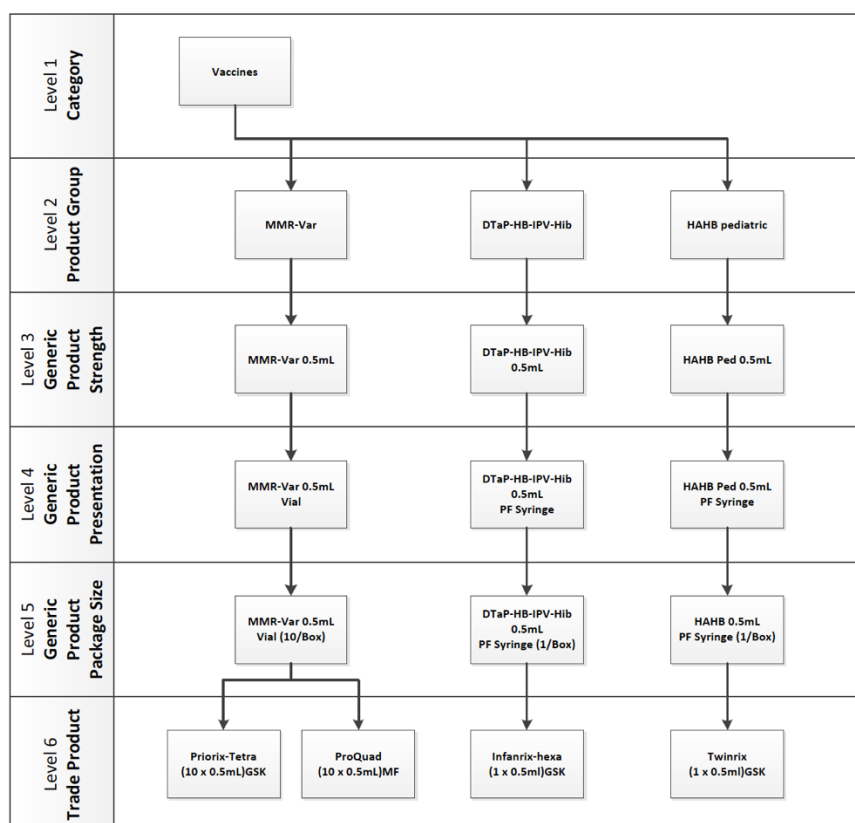 Level 1
Category
Vaccines
Level 2
Product Group
MMR-Var
DTaP-HB-IPV-Hib
HAHB pediatric
Level 3
Generic
Product
Strength
MMR-Var 0.5mL
DTaP-HB-IPV-Hib
0.5mL
HAHB Ped 0.5mL
Level 4
Generic
Product
Presentation
MMR-Var 0.5mL
Vial
DTaP-HB-IPV-Hib
0.5mL
PF Syringe
HAHB Ped 0.5mL
PF Syringe
Level 5
Generic
Product
Package Size
MMR-Var 0.5mL
Vial (10/Box)
DTaP-HB-IPV-Hib
0.5mL
PF Syringe (1/Box)
HAHB 0.5mL
PF Syringe (1/Box)
Level 6
Trade Product
Priorix-Tetra
(10 x 0.5mL)GSK
ProQuad
(10 x 0.5mL)MF
Infanrix-hexa
(1 x 0.5ml)GSK
Twinrix
(1 x 0.5ml)GSK